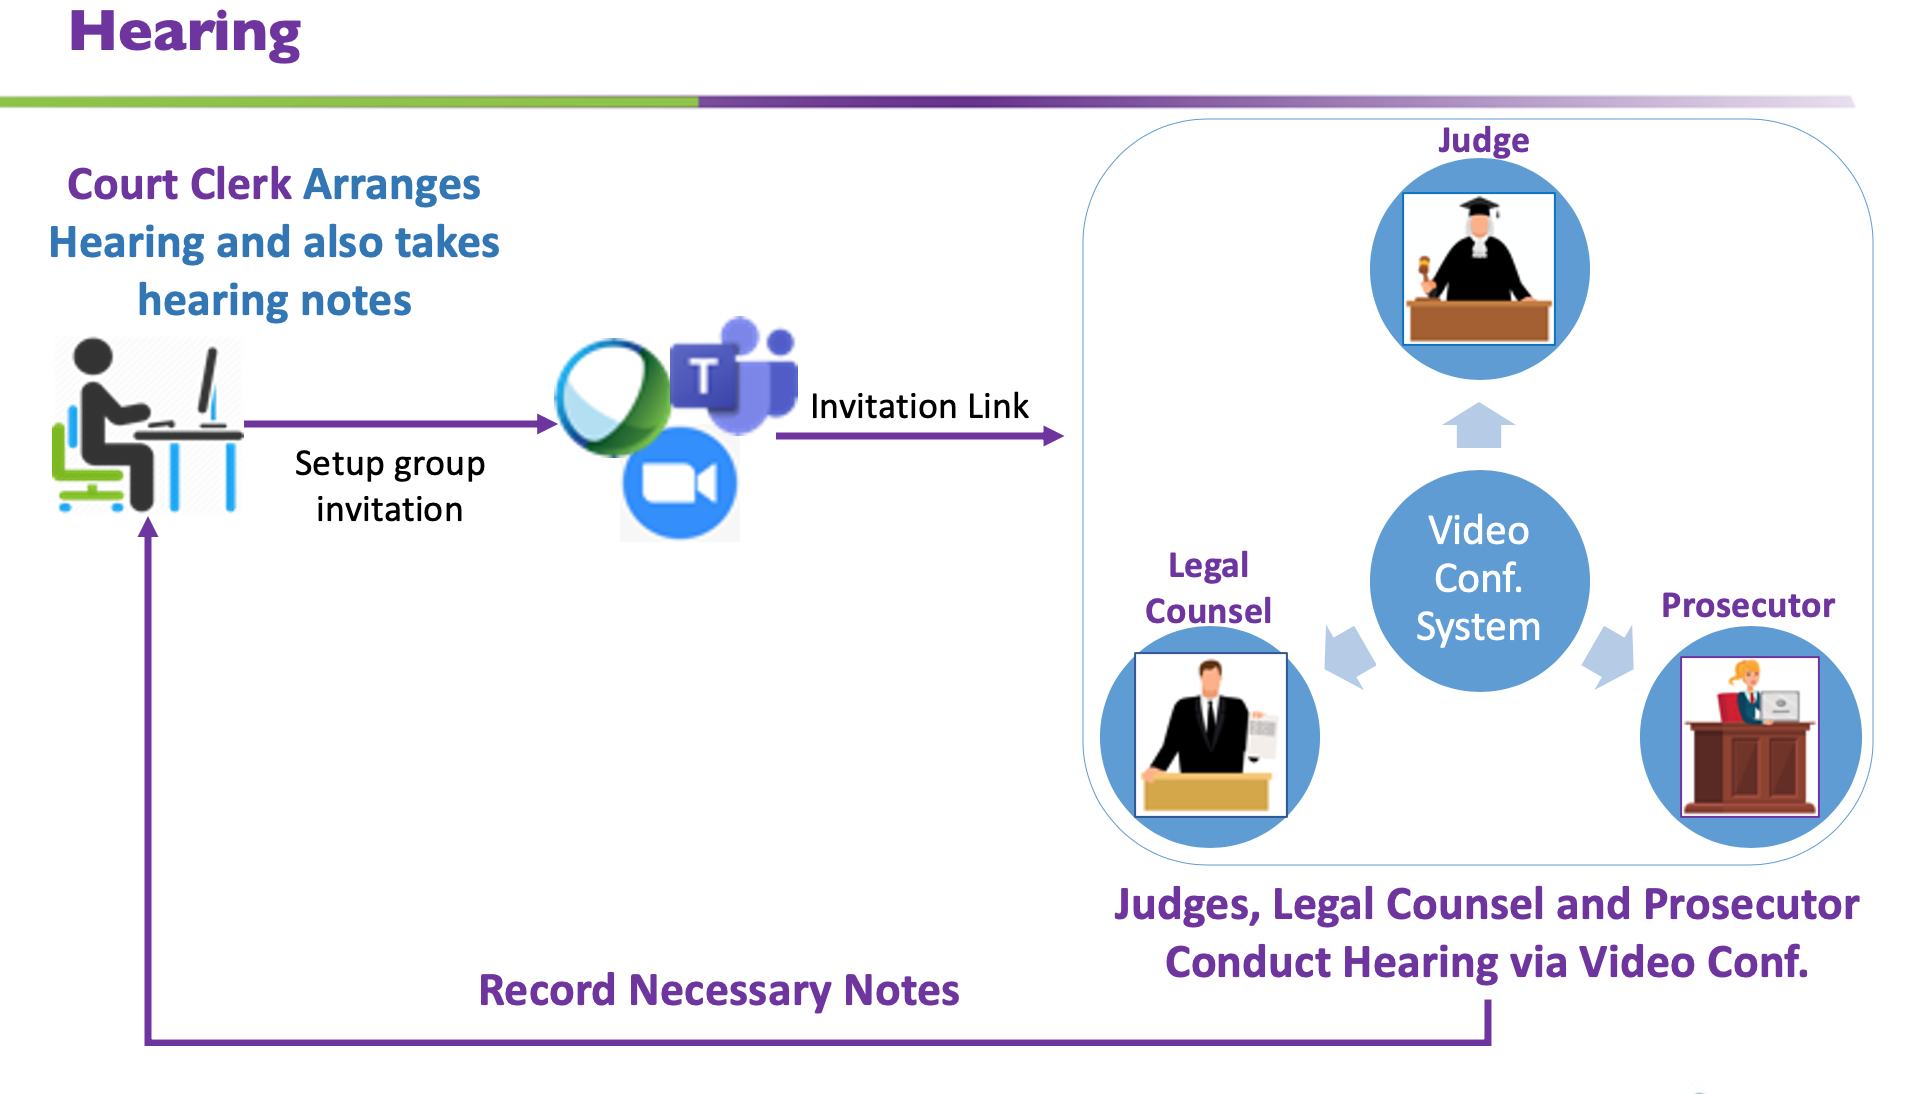 Hearing
Court Clerk Arranges
Hearing and also takes
hearing notes
Setup group
invitation
T
Invitation Link
Judge
Video
Conf.
System
Legal
Counsel
Prosecutor
Judges, Legal Counsel and Prosecutor
Conduct Hearing via Video Conf.
Record Necessary Notes